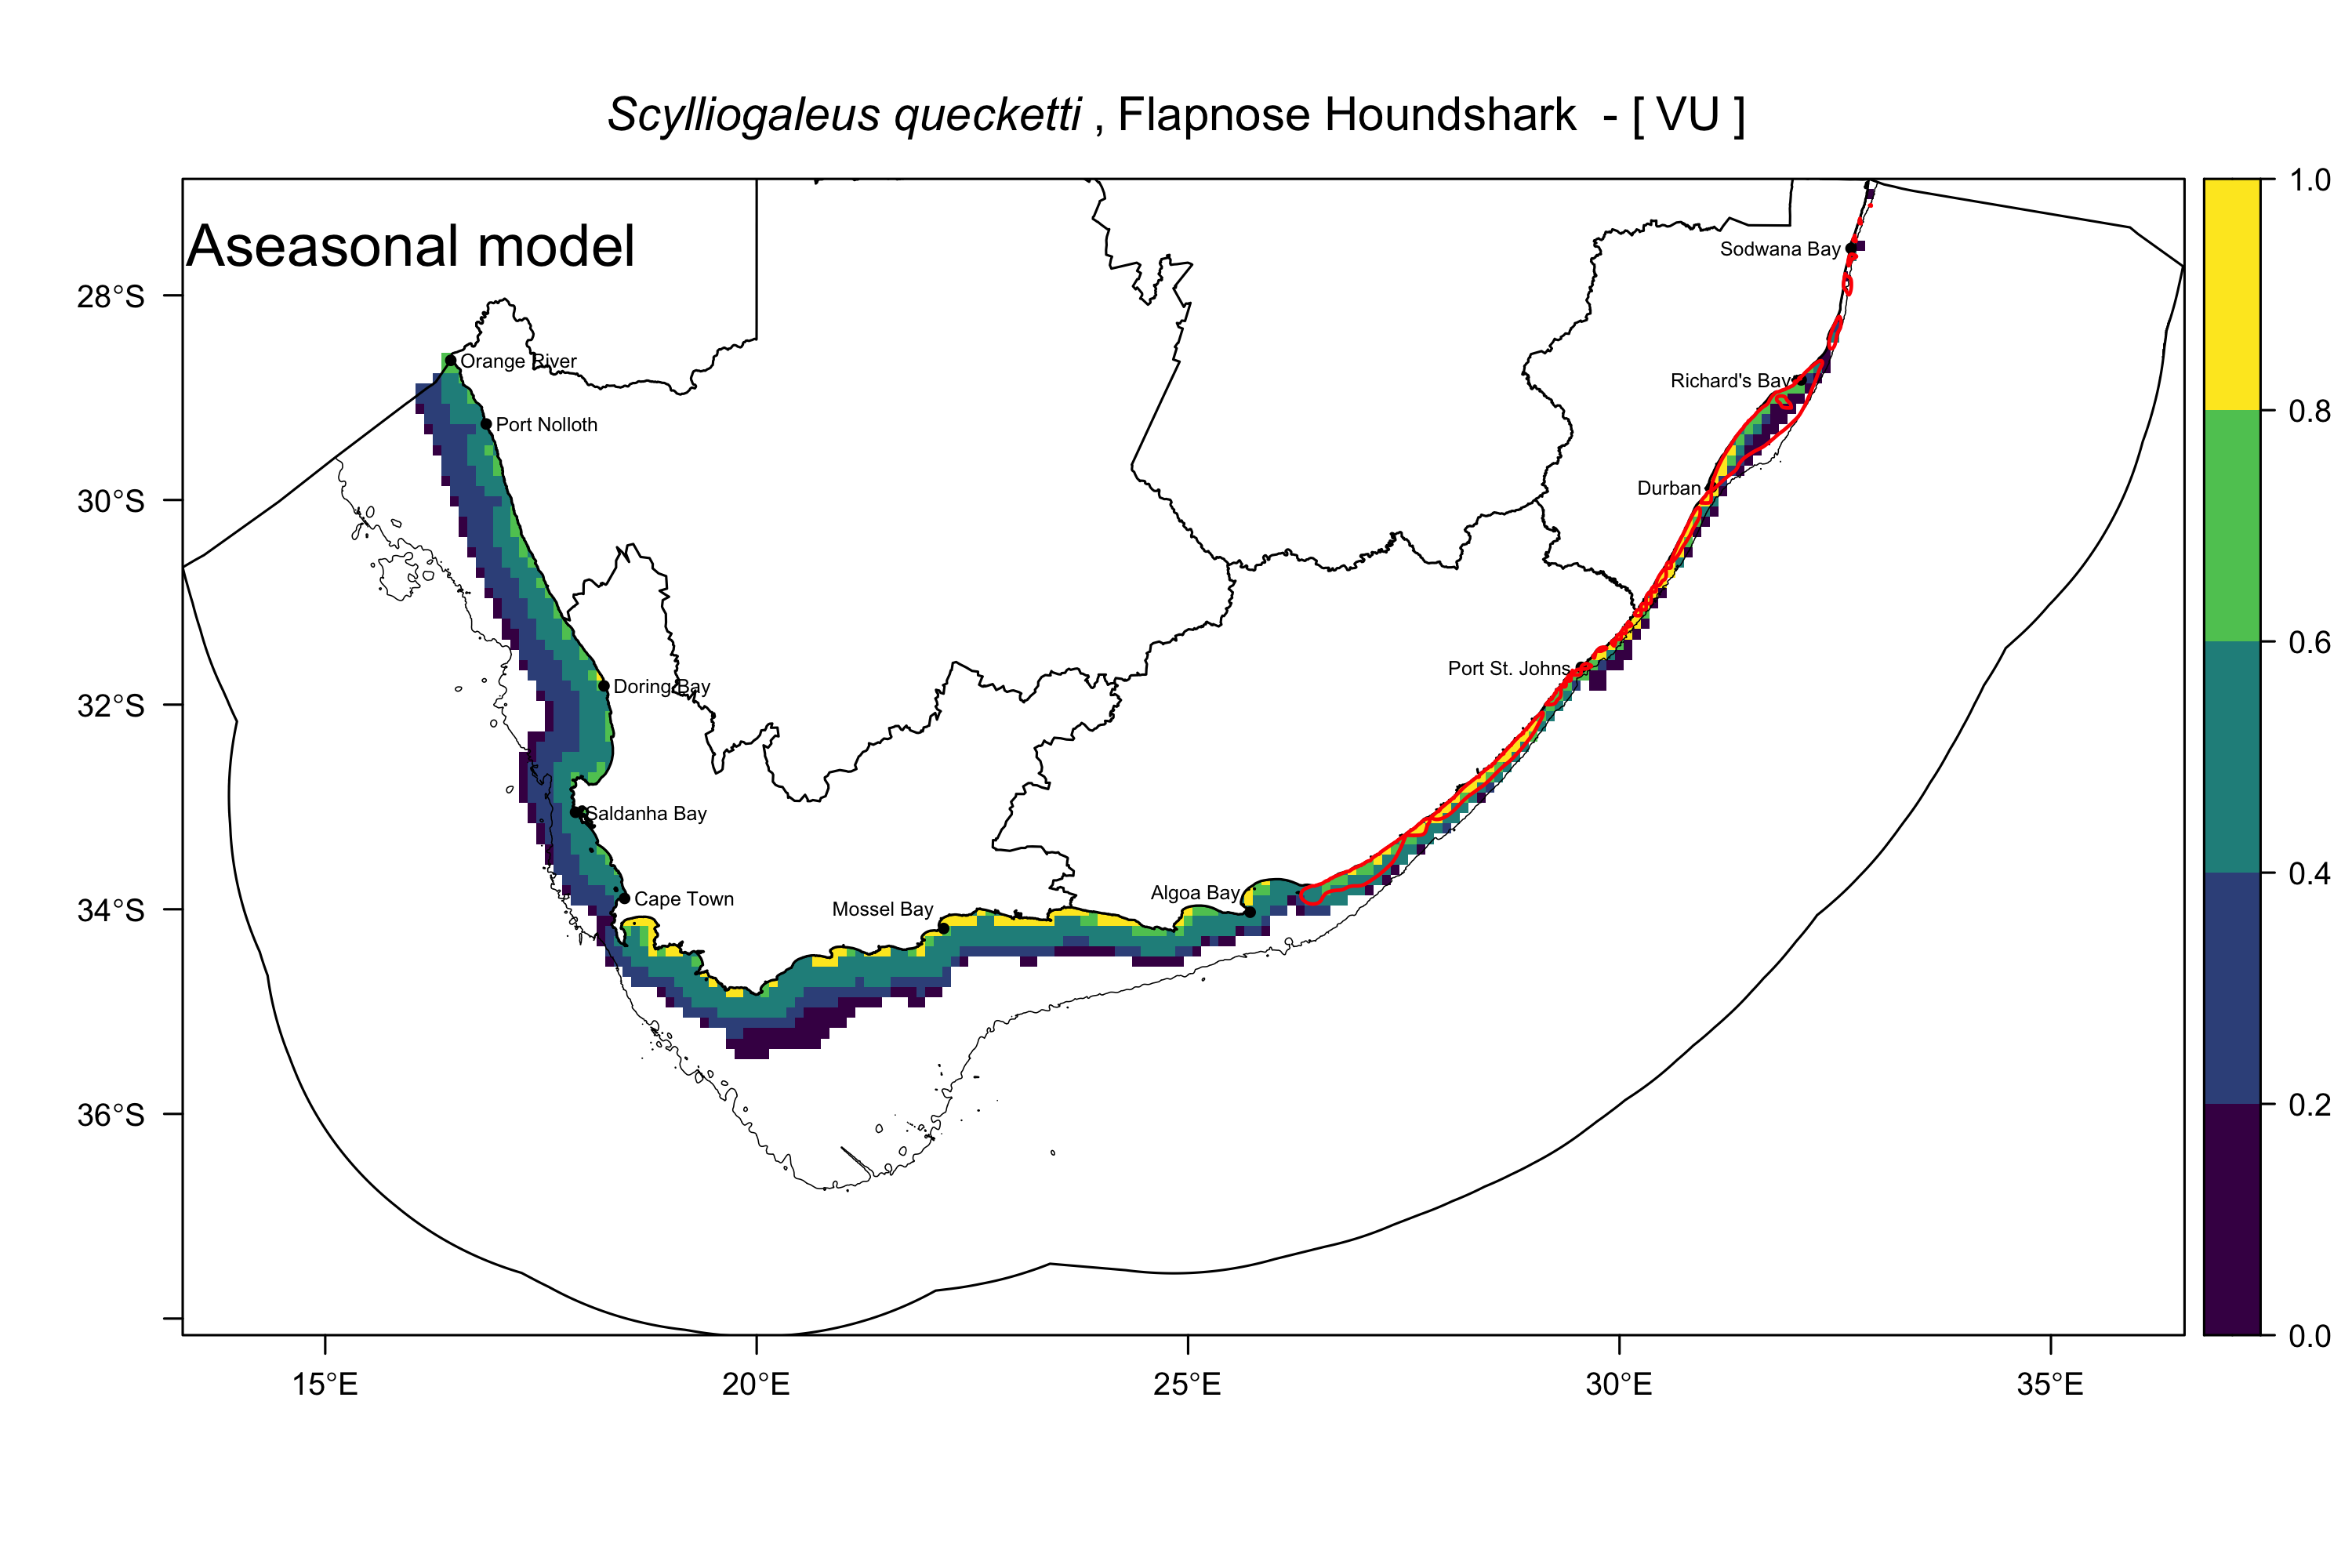 Scylliogaleus quecketti , Flapnose Houndshark - [ VU ]
Aseasonal model
1.0
0.8
0.6
0.4
0.2
0.0
28°S
30°S
32°S
34°S
36°S
Sodwana Bay
Orange River
Richard's Bay
Port Nolloth
Durban
Port St. Johns
Doring Bay
Saldanha Bay
Algoa Bay
Cape Town
Mossel Bay
15°E
20°E
25°E
30°E
35°E